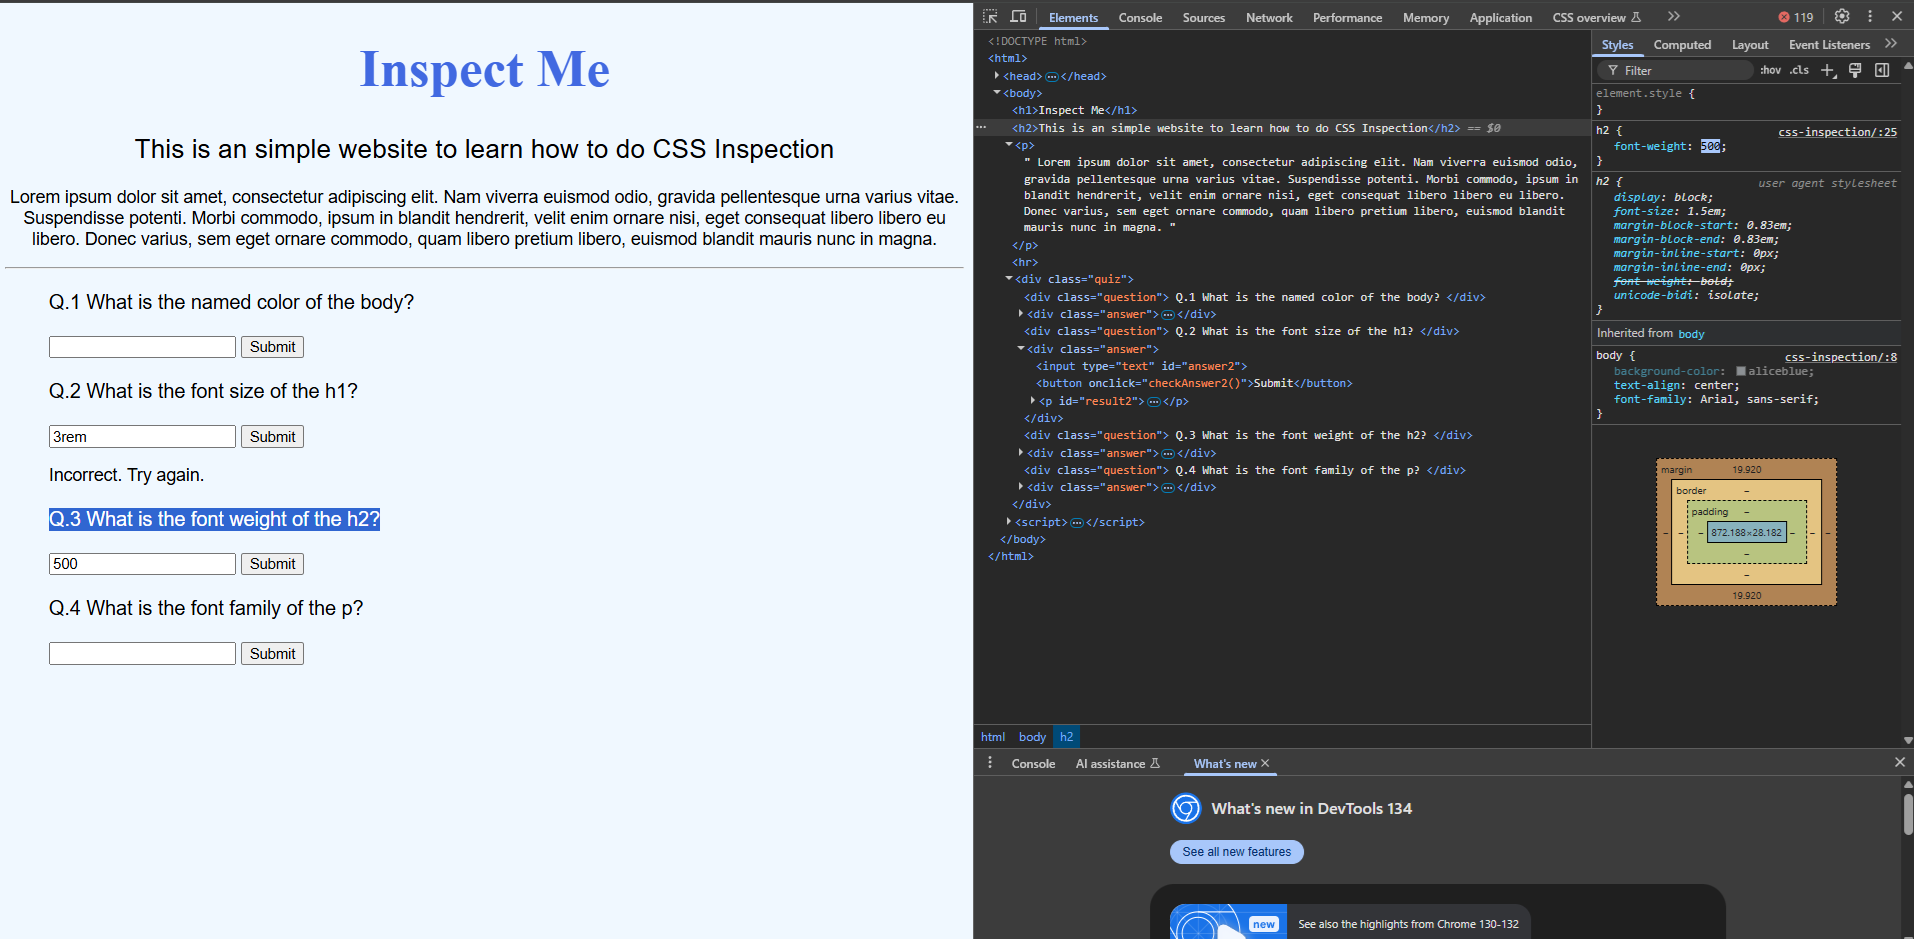 Inspect Me
This is an simple website to learn how to do CSS Inspection
Lorem ipsum dolor sit amet, consectetur adipiscing elit. Nam viverra euismod odio, gravida pellentesque urna varius vitae.
Suspendisse potenti. Morbi commodo, ipsum in blandit hendrerit, velit enim ornare nisi, eget consequat libero libero eu
libero. Donec varius, sem eget ornare commodo, quam libero pretium libero, euismod blandit mauris nunc in magna.
Q.1 What is the named color of the body?
Submit
Q.2 What is the font size of the h1?
3rem Submit
Incorrect. Try again.
Q.3 What is the font weight of the h2?
500 Submit
Q.4 What is the font family of the p?
Submit
Elements Console Sources Network Performance Memory Application CSS overview 119
<!DOCTYPE html>
<html>
<head> ⋯ </head>
<body>
<h1>Inspect Me</h1>
⋯ <h2>This is an simple website to learn how to do CSS Inspection</h2> == $0
<p>
" Lorem ipsum dolor sit amet, consectetur adipiscing elit. Nam viverra euismod odio,
gravida pellentesque urna varius vitae. Suspendisse potenti. Morbi commodo, ipsum in
blandit hendrerit, velit enim ornare nisi, eget consequat libero libero eu libero.
Donec varius, sem eget ornare commodo, quam libero pretium libero, euismod blandit
mauris nunc in magna. "
</p>
<hr>
<div class="quiz">
<div class="question"> Q.1 What is the named color of the body? </div>
<div class="answer"> ⋯ </div>
<div class="question"> Q.2 What is the font size of the h1? </div>
<div class="answer">
<input type="text" id="answer2">
<button onclick="checkAnswer2()">Submit</button>
<p id="result2"> ⋯ </p>
</div>
<div class="question"> Q.3 What is the font weight of the h2? </div>
<div class="answer"> ⋯ </div>
<div class="question"> Q.4 What is the font family of the p? </div>
<div class="answer"> ⋯ </div>
</div>
<script> ⋯ </script>
</body>
</html>
html body h2
Styles Computed Layout Event Listeners
Filter :hov .cls
element.style {
}
h2 { css-inspection/:25
font-weight: 500;
}
h2 { user agent stylesheet
display: block;
font-size: 1.5em;
margin-block-start: 0.83em;
margin-block-end: 0.83em;
margin-inline-start: 0px;
margin-inline-end: 0px;
font-weight: bold;
unicode-bidi: isolate;
}
Inherited from body
body { css-inspection/:8
background-color: aliceblue;
text-align: center;
font-family: Arial, sans-serif;
}
margin 19.920
border –
padding –
– – – 872.188×28.182 – – –
–
–
19.920
Console AI assistance What's new
What's new in DevTools 134
See all new features
new
See also the highlights from Chrome 130-132